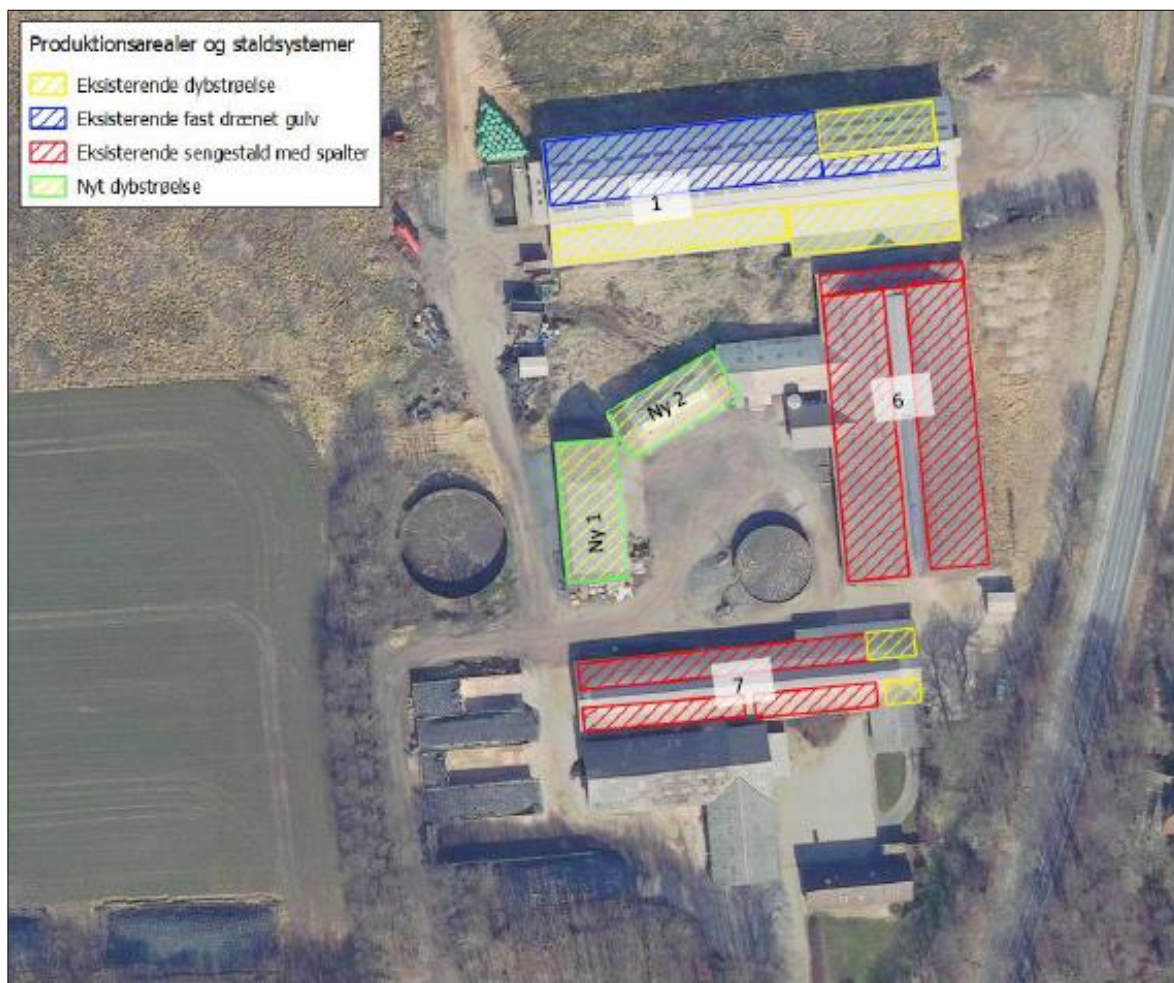 Produktionsarealer og staldsystemer
Eksisterende dybstrøelse
Eksisterende fast drænet gulv
Eksisterende sengestald med spalter
Nyt dybstrøelse
1
Ny 2
6
Ny 1
7